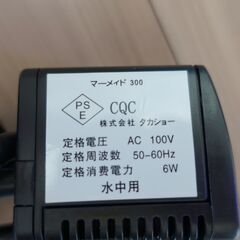 マーメイド 300
PS
E
CQC
株式会社 タカショー
定格電圧 AC 100V
定格周波数 50-60Hz
定格消費電力 6W
水中用